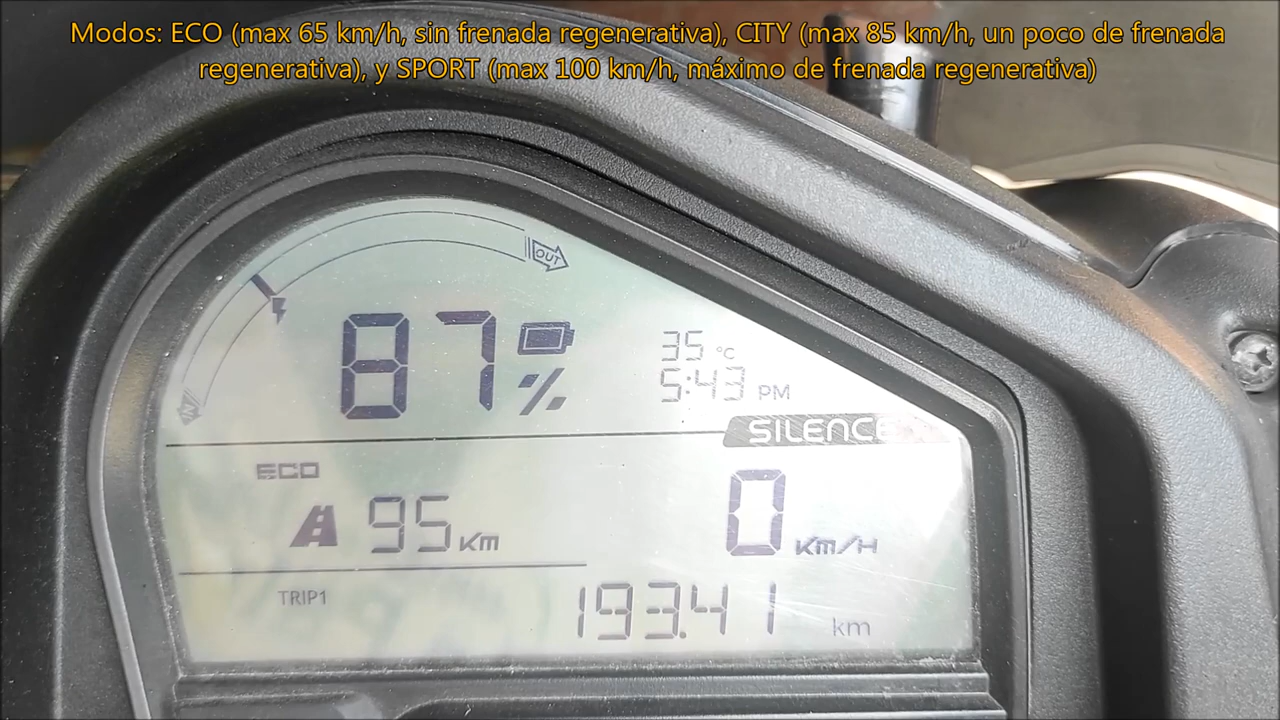 Modos: ECO (max 65 km/h, sin frenada regenerativa), CITY (max 85 km/h, un poco de frenada
regenerativa), y SPORT (max 100 km/h, máximo de frenada regenerativa)
OUT
87 %
35 °C
5:43 PM
IN
SILENCE
ECO
95 Km
0 Km/H
TRIP1
193.41 km